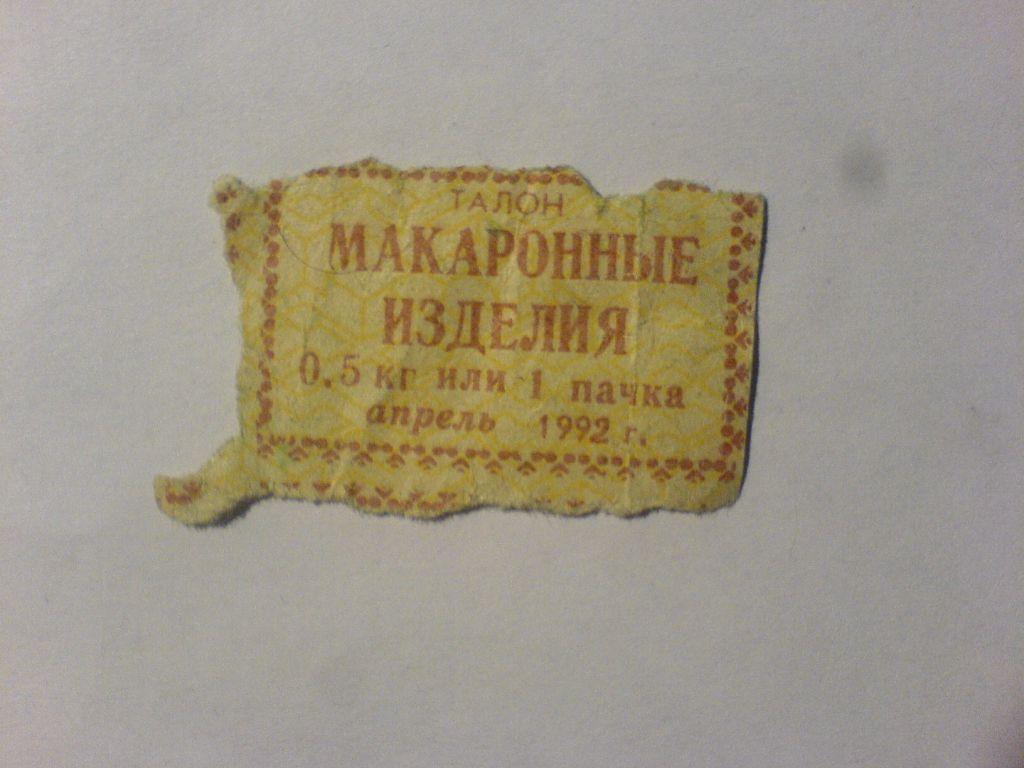 ТАЛОН
МАКАРОННЫЕ
ИЗДЕЛИЯ
0.5 кг или 1 пачка
апрель 1992 г.